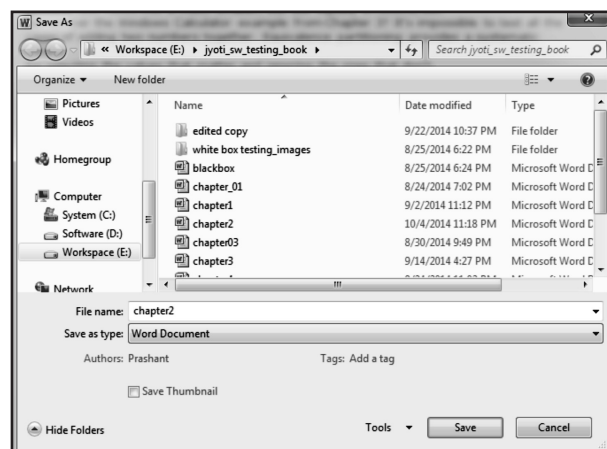 Save As
« Workspace (E:) ▸ jyoti_sw_testing_book ▸
Search jyoti_sw_testing_book
Organize ▾ New folder
Pictures
Videos
Homegroup
Computer
System (C:)
Software (D:)
Workspace (E:)
Network
Name Date modified Type
edited copy 9/22/2014 10:37 PM File folder
white box testing_images 8/25/2014 6:22 PM File folder
blackbox 8/25/2014 6:24 PM Microsoft Word D
chapter_01 8/24/2014 7:02 PM Microsoft Word D
chapter1 9/2/2014 11:12 PM Microsoft Word D
chapter2 10/4/2014 11:18 PM Microsoft Word D
chapter03 8/30/2014 9:49 PM Microsoft Word D
chapter3 9/14/2014 4:27 PM Microsoft Word D
File name: chapter2
Save as type: Word Document
Authors: Prashant Tags: Add a tag
Save Thumbnail
Hide Folders Tools ▾ Save Cancel